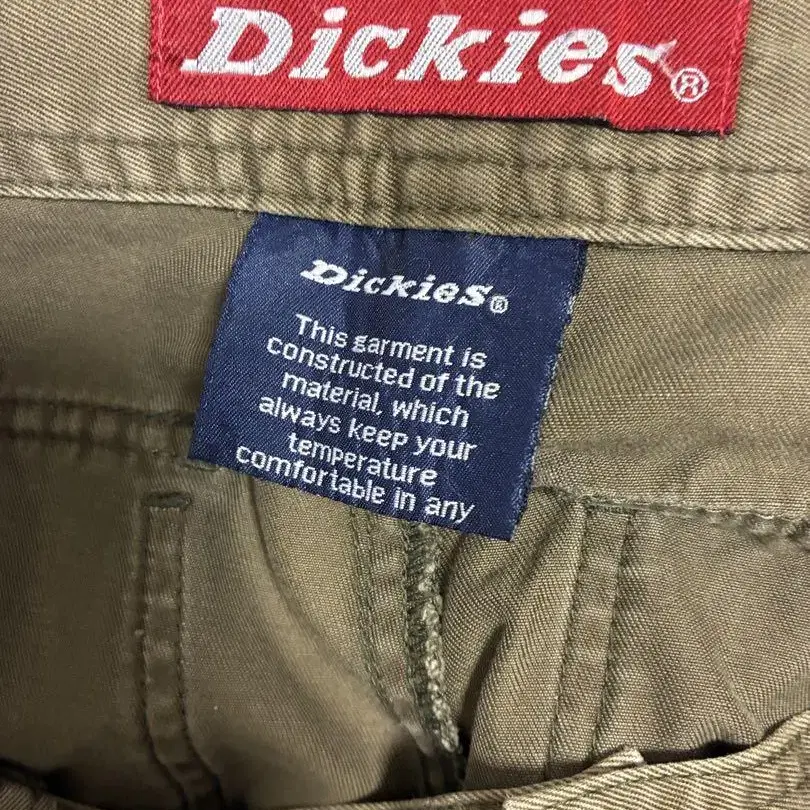 Dickies®
Dickies®
This garment is
constructed of the
material, which
always keep your
temperature
comfortable in any